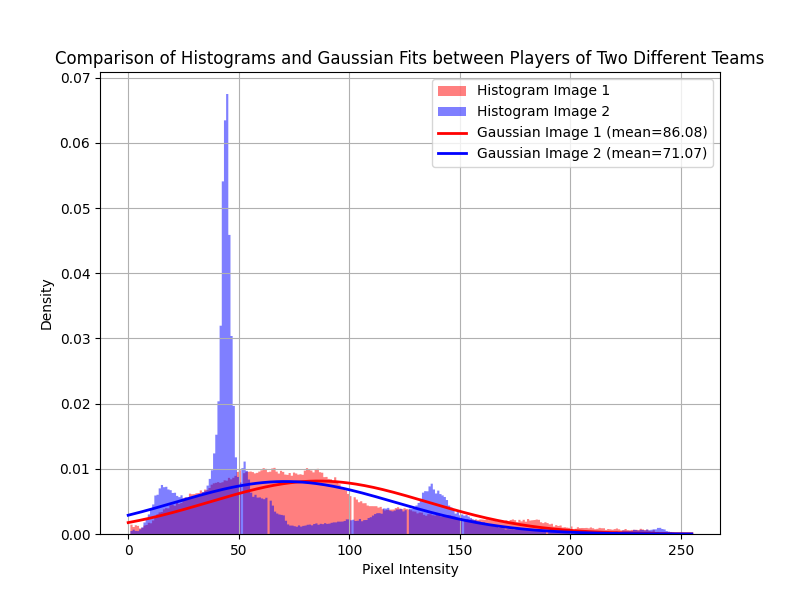 Comparison of Histograms and Gaussian Fits between Players of Two Different Teams
Histogram Image 1
Histogram Image 2
Gaussian Image 1 (mean=86.08)
Gaussian Image 2 (mean=71.07)
Density
0.07
0.06
0.05
0.04
0.03
0.02
0.01
0.00
0 50 100 150 200 250
Pixel Intensity